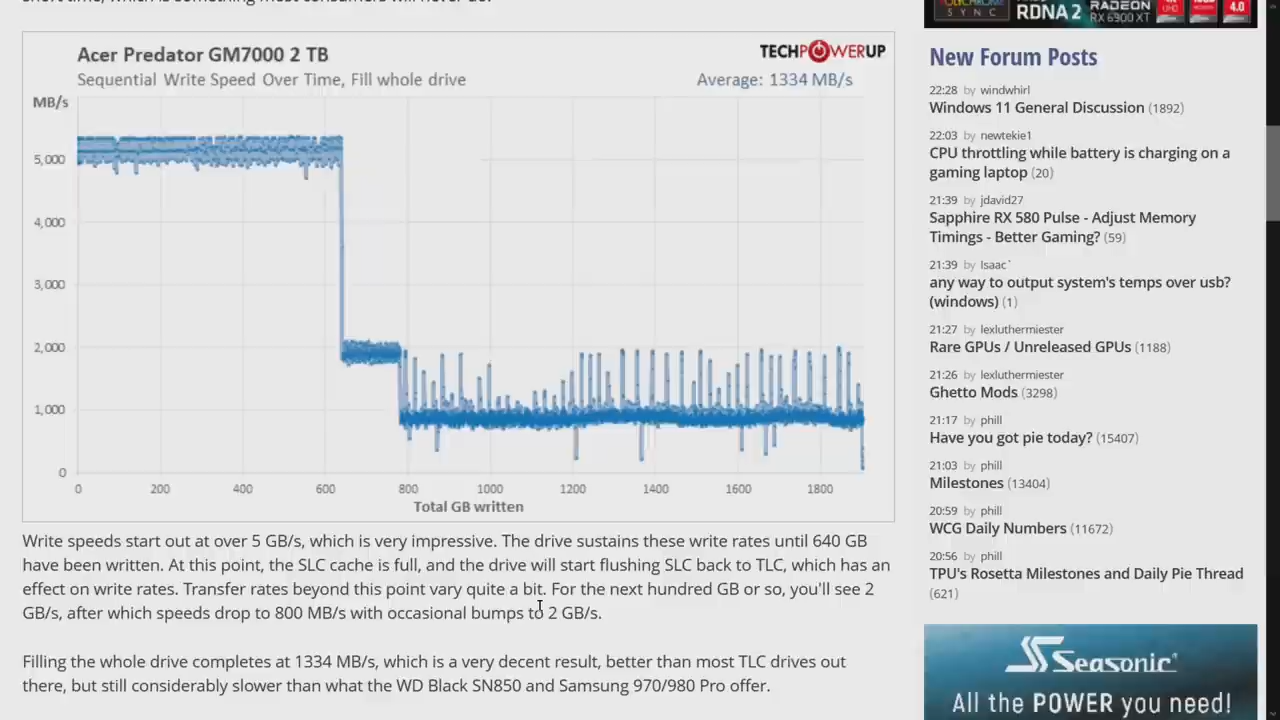 SYNC
RDNA 2
RADEON
RX 6900 XT
4.0
Acer Predator GM7000 2 TB
TECHPOWERUP
Sequential Write Speed Over Time, Fill whole drive
Average: 1334 MB/s
MB/s
5,000
4,000
3,000
2,000
1,000
0
0 200 400 600 800 1000 1200 1400 1600 1800
Total GB written
Write speeds start out at over 5 GB/s, which is very impressive. The drive sustains these write rates until 640 GB
have been written. At this point, the SLC cache is full, and the drive will start flushing SLC back to TLC, which has an
effect on write rates. Transfer rates beyond this point vary quite a bit. For the next hundred GB or so, you'll see 2
GB/s, after which speeds drop to 800 MB/s with occasional bumps to 2 GB/s.
Filling the whole drive completes at 1334 MB/s, which is a very decent result, better than most TLC drives out
there, but still considerably slower than what the WD Black SN850 and Samsung 970/980 Pro offer.
New Forum Posts
22:28 by windwhirl
Windows 11 General Discussion (1892)
22:03 by newtekie1
CPU throttling while battery is charging on a
gaming laptop (20)
21:39 by jdavid27
Sapphire RX 580 Pulse - Adjust Memory
Timings - Better Gaming? (59)
21:39 by Isaac`
any way to output system's temps over usb?
(windows) (1)
21:27 by lexluthermiester
Rare GPUs / Unreleased GPUs (1188)
21:26 by lexluthermiester
Ghetto Mods (3298)
21:17 by phill
Have you got pie today? (15407)
21:03 by phill
Milestones (13404)
20:59 by phill
WCG Daily Numbers (11672)
20:56 by phill
TPU's Rosetta Milestones and Daily Pie Thread
(621)
Seasonic
All the POWER you need!